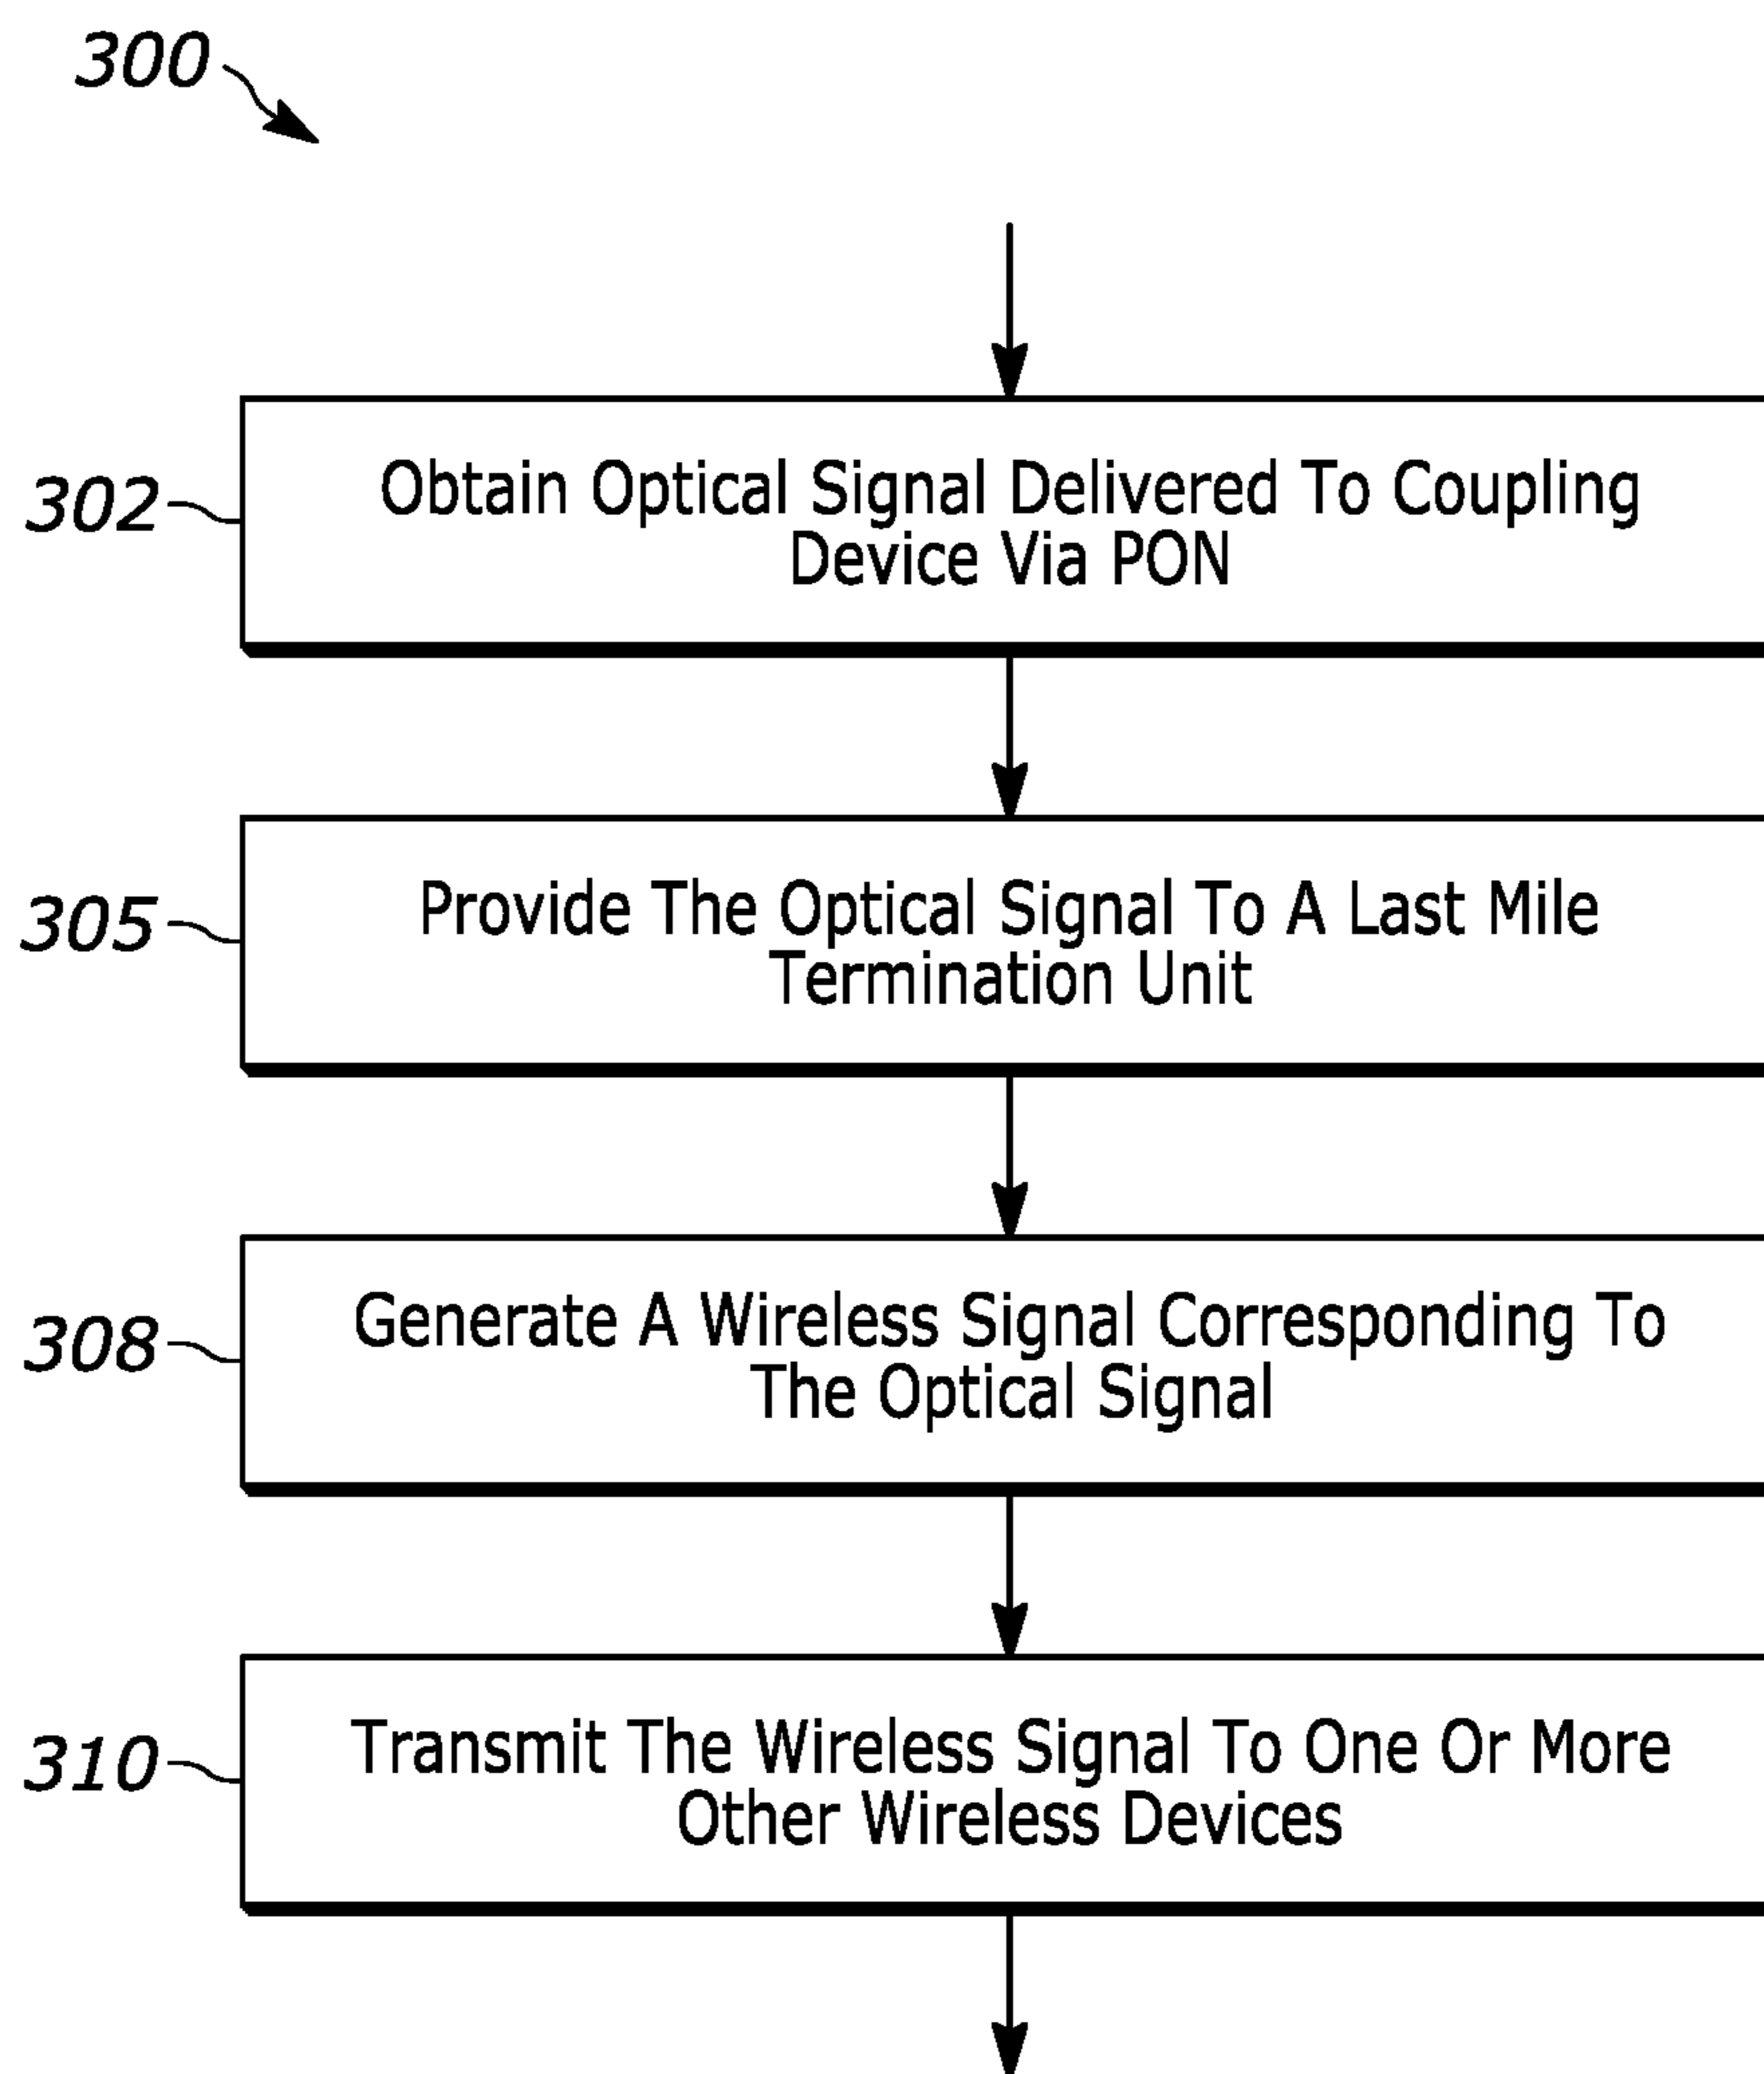 300
302
Obtain Optical Signal Delivered To Coupling
Device Via PON
305
Provide The Optical Signal To A Last Mile
Termination Unit
308
Generate A Wireless Signal Corresponding To
The Optical Signal
310
Transmit The Wireless Signal To One Or More
Other Wireless Devices